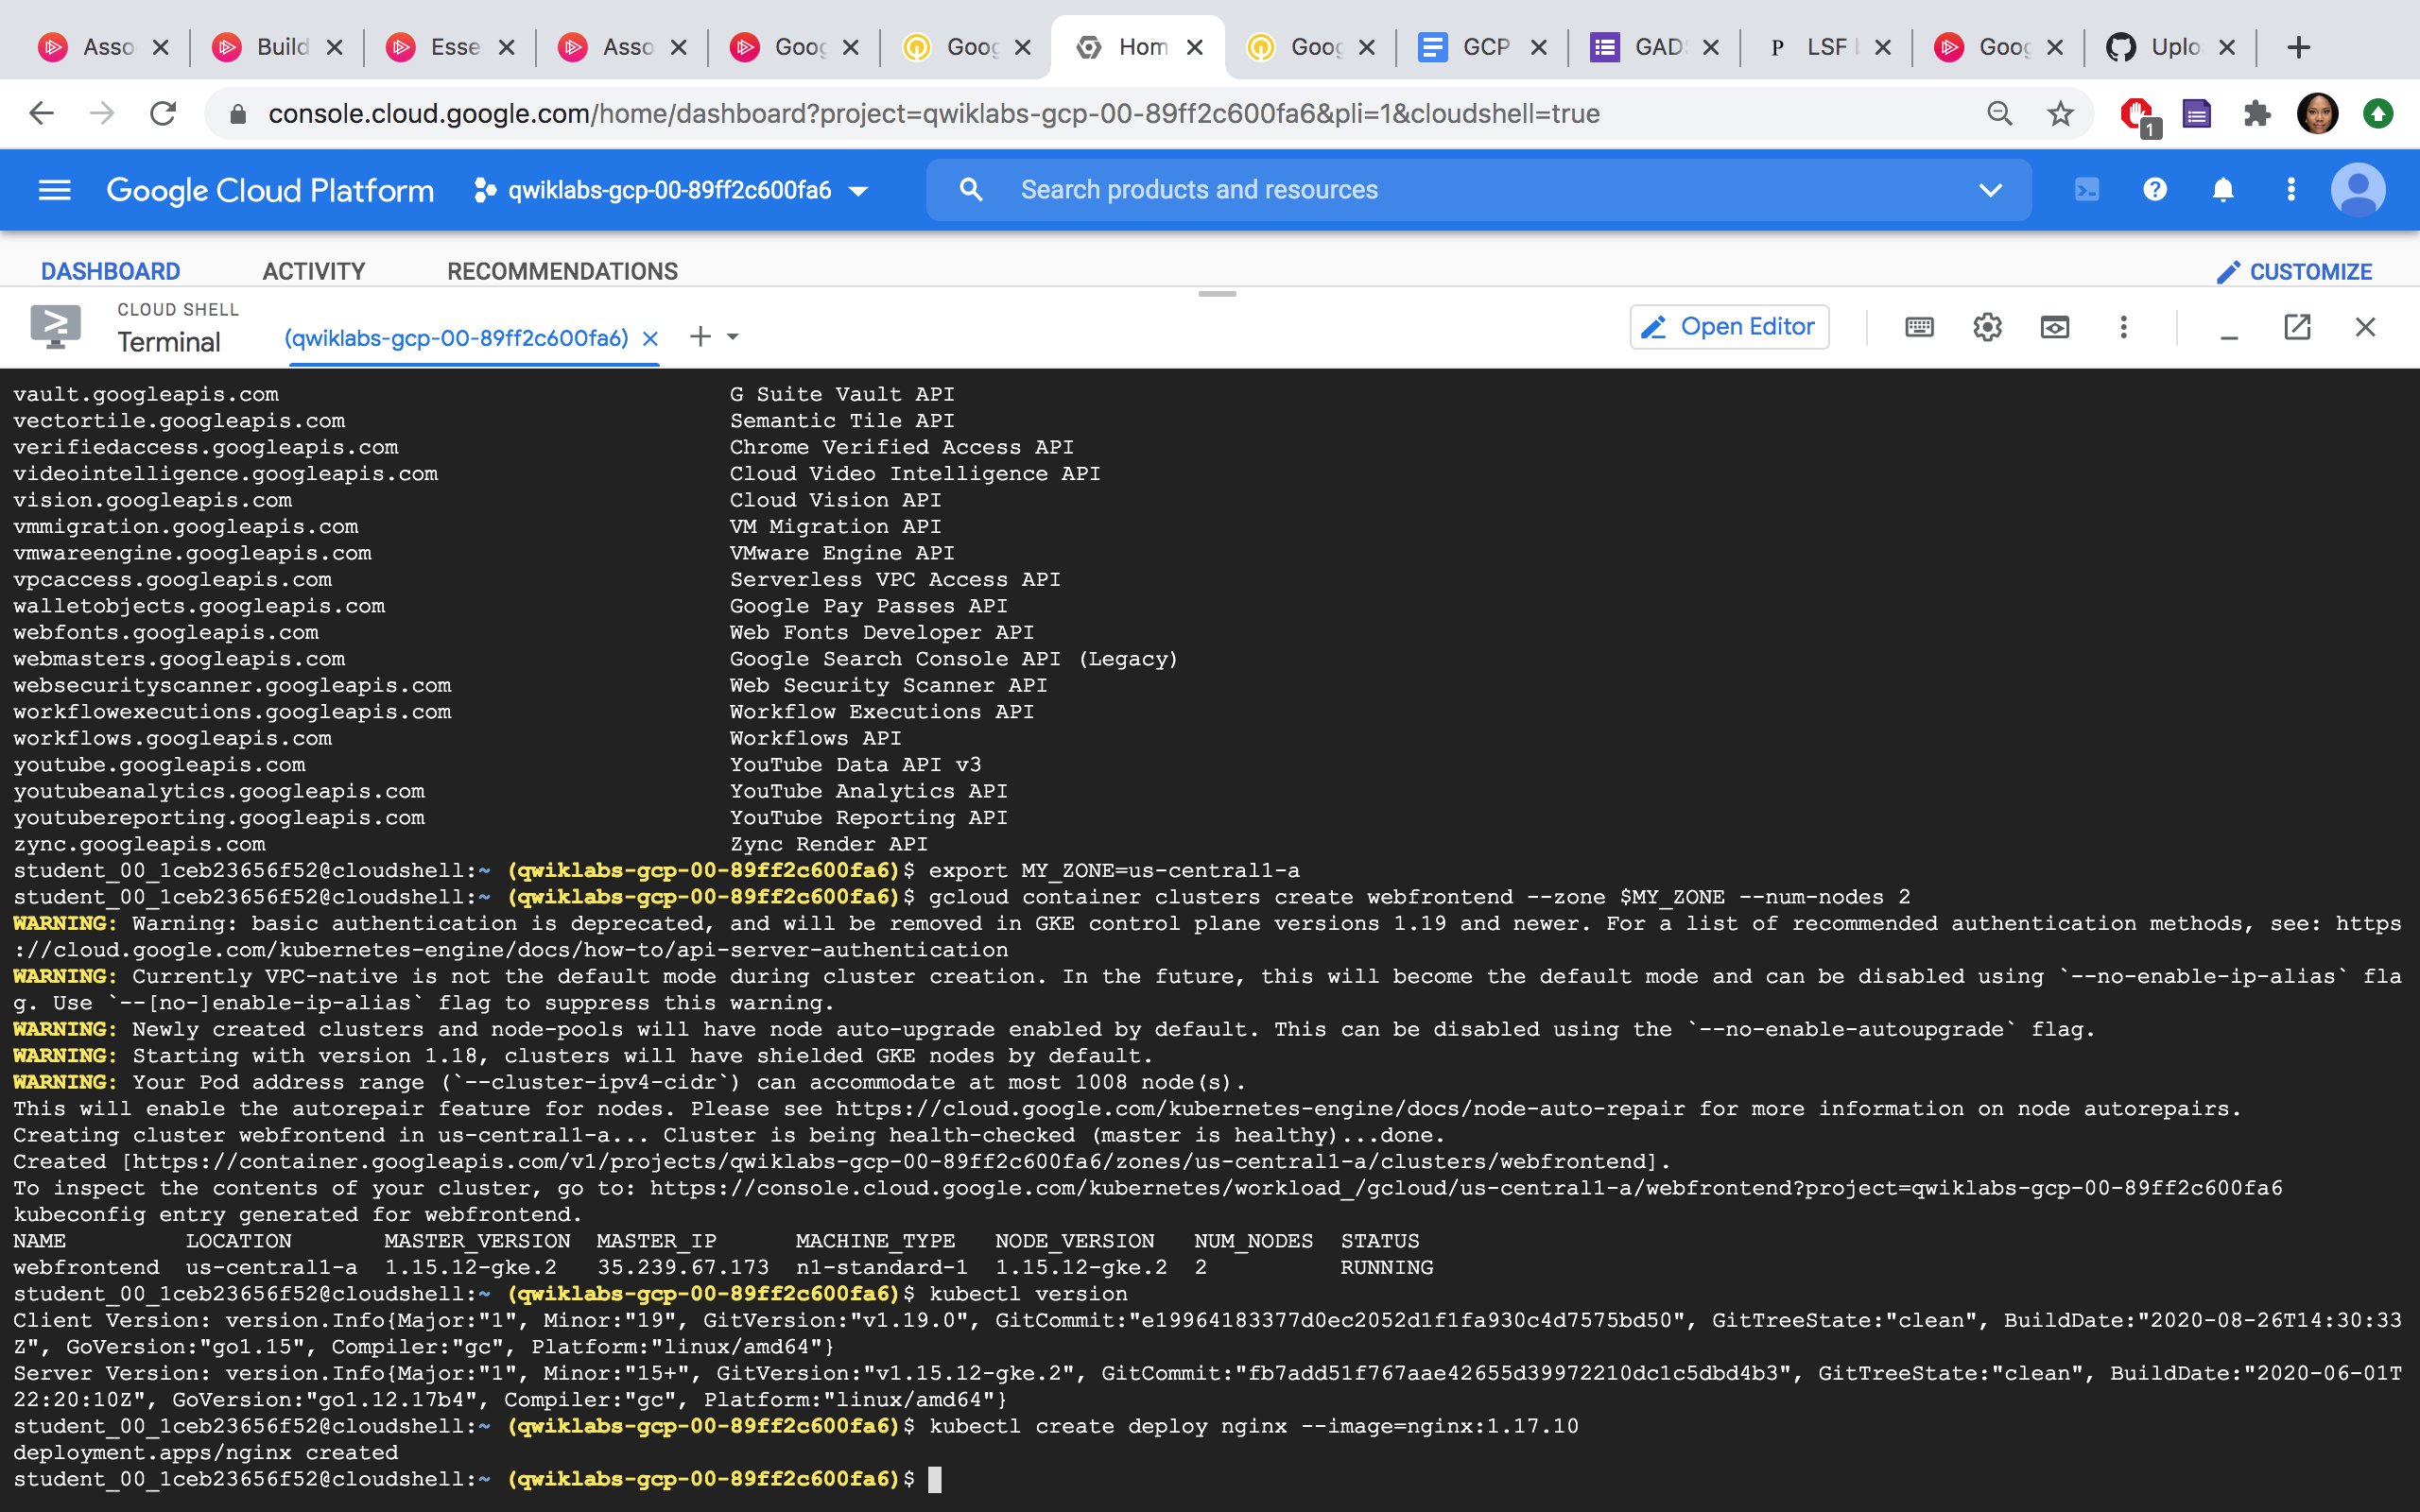 Asso
Build
Esse
Asso
Goog
Goog
Hom
Goog
GCP
GADS
LSF
Goog
Uplo
console.cloud.google.com/home/dashboard?project=qwiklabs-gcp-00-89ff2c600fa6&pli=1&cloudshell=true
1
Google Cloud Platform
qwiklabs-gcp-00-89ff2c600fa6
Search products and resources
DASHBOARD ACTIVITY RECOMMENDATIONS CUSTOMIZE
CLOUD SHELL
Terminal
(qwiklabs-gcp-00-89ff2c600fa6)
Open Editor
vault.googleapis.com G Suite Vault API
vectortile.googleapis.com Semantic Tile API
verifiedaccess.googleapis.com Chrome Verified Access API
videointelligence.googleapis.com Cloud Video Intelligence API
vision.googleapis.com Cloud Vision API
vmmigration.googleapis.com VM Migration API
vmwareengine.googleapis.com VMware Engine API
vpcaccess.googleapis.com Serverless VPC Access API
walletobjects.googleapis.com Google Pay Passes API
webfonts.googleapis.com Web Fonts Developer API
webmasters.googleapis.com Google Search Console API (Legacy)
websecurityscanner.googleapis.com Web Security Scanner API
workflowexecutions.googleapis.com Workflow Executions API
workflows.googleapis.com Workflows API
youtube.googleapis.com YouTube Data API v3
youtubeanalytics.googleapis.com YouTube Analytics API
youtubereporting.googleapis.com YouTube Reporting API
zync.googleapis.com Zync Render API
student_00_1ceb23656f52@cloudshell:~ (qwiklabs-gcp-00-89ff2c600fa6)$ export MY_ZONE=us-central1-a
student_00_1ceb23656f52@cloudshell:~ (qwiklabs-gcp-00-89ff2c600fa6)$ gcloud container clusters create webfrontend --zone $MY_ZONE --num-nodes 2
WARNING: Warning: basic authentication is deprecated, and will be removed in GKE control plane versions 1.19 and newer. For a list of recommended authentication methods, see: https
://cloud.google.com/kubernetes-engine/docs/how-to/api-server-authentication
WARNING: Currently VPC-native is not the default mode during cluster creation. In the future, this will become the default mode and can be disabled using `--no-enable-ip-alias` fla
g. Use `--[no-]enable-ip-alias` flag to suppress this warning.
WARNING: Newly created clusters and node-pools will have node auto-upgrade enabled by default. This can be disabled using the `--no-enable-autoupgrade` flag.
WARNING: Starting with version 1.18, clusters will have shielded GKE nodes by default.
WARNING: Your Pod address range (`--cluster-ipv4-cidr`) can accommodate at most 1008 node(s).
This will enable the autorepair feature for nodes. Please see https://cloud.google.com/kubernetes-engine/docs/node-auto-repair for more information on node autorepairs.
Creating cluster webfrontend in us-central1-a... Cluster is being health-checked (master is healthy)...done.
Created [https://container.googleapis.com/v1/projects/qwiklabs-gcp-00-89ff2c600fa6/zones/us-central1-a/clusters/webfrontend].
To inspect the contents of your cluster, go to: https://console.cloud.google.com/kubernetes/workload_/gcloud/us-central1-a/webfrontend?project=qwiklabs-gcp-00-89ff2c600fa6
kubeconfig entry generated for webfrontend.
NAME LOCATION MASTER_VERSION MASTER_IP MACHINE_TYPE NODE_VERSION NUM_NODES STATUS
webfrontend us-central1-a 1.15.12-gke.2 35.239.67.173 n1-standard-1 1.15.12-gke.2 2 RUNNING
student_00_1ceb23656f52@cloudshell:~ (qwiklabs-gcp-00-89ff2c600fa6)$ kubectl version
Client Version: version.Info{Major:"1", Minor:"19", GitVersion:"v1.19.0", GitCommit:"e19964183377d0ec2052d1f1fa930c4d7575bd50", GitTreeState:"clean", BuildDate:"2020-08-26T14:30:33
Z", GoVersion:"go1.15", Compiler:"gc", Platform:"linux/amd64"}
Server Version: version.Info{Major:"1", Minor:"15+", GitVersion:"v1.15.12-gke.2", GitCommit:"fb7add51f767aae42655d39972210dc1c5dbd4b3", GitTreeState:"clean", BuildDate:"2020-06-01T
22:20:10Z", GoVersion:"go1.12.17b4", Compiler:"gc", Platform:"linux/amd64"}
student_00_1ceb23656f52@cloudshell:~ (qwiklabs-gcp-00-89ff2c600fa6)$ kubectl create deploy nginx --image=nginx:1.17.10
deployment.apps/nginx created
student_00_1ceb23656f52@cloudshell:~ (qwiklabs-gcp-00-89ff2c600fa6)$